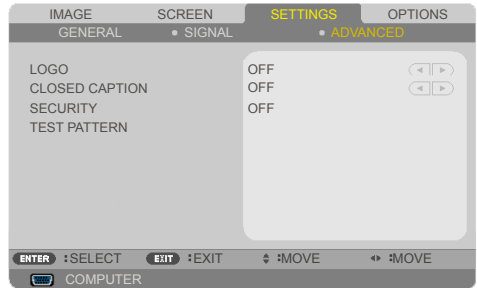 IMAGE SCREEN SETTINGS OPTIONS
GENERAL • SIGNAL • ADVANCED
LOGO OFF
CLOSED CAPTION OFF
SECURITY OFF
TEST PATTERN
ENTER :SELECT EXIT :EXIT :MOVE :MOVE
COMPUTER